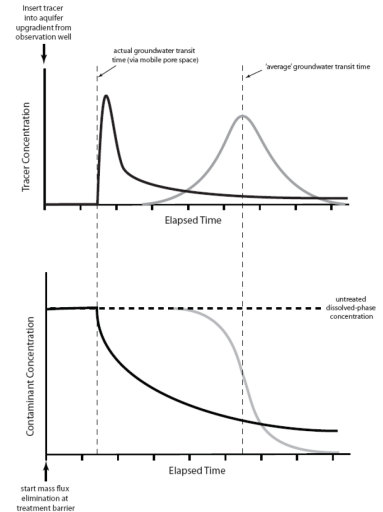 Insert tracer
into aquifer
upgradient from
observation well
actual groundwater transit
time (via mobile pore space)
'average' groundwater transit time
Tracer Concentration
Elapsed Time
untreated
dissolved-phase
concentration
Contaminant Concentration
Elapsed Time
start mass flux
elimination at
treatment barrier